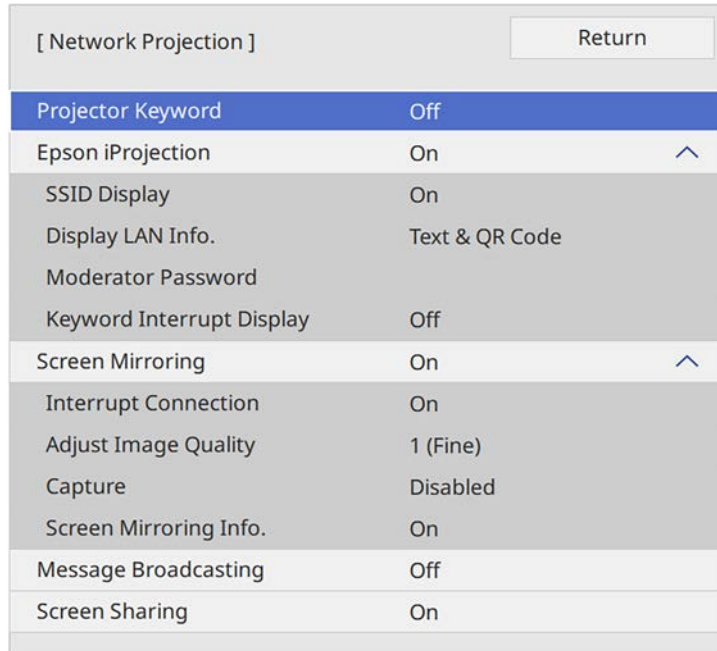 [ Network Projection ] Return
Projector Keyword Off
Epson iProjection On
SSID Display On
Display LAN Info. Text & QR Code
Moderator Password
Keyword Interrupt Display Off
Screen Mirroring On
Interrupt Connection On
Adjust Image Quality 1 (Fine)
Capture Disabled
Screen Mirroring Info. On
Message Broadcasting Off
Screen Sharing On